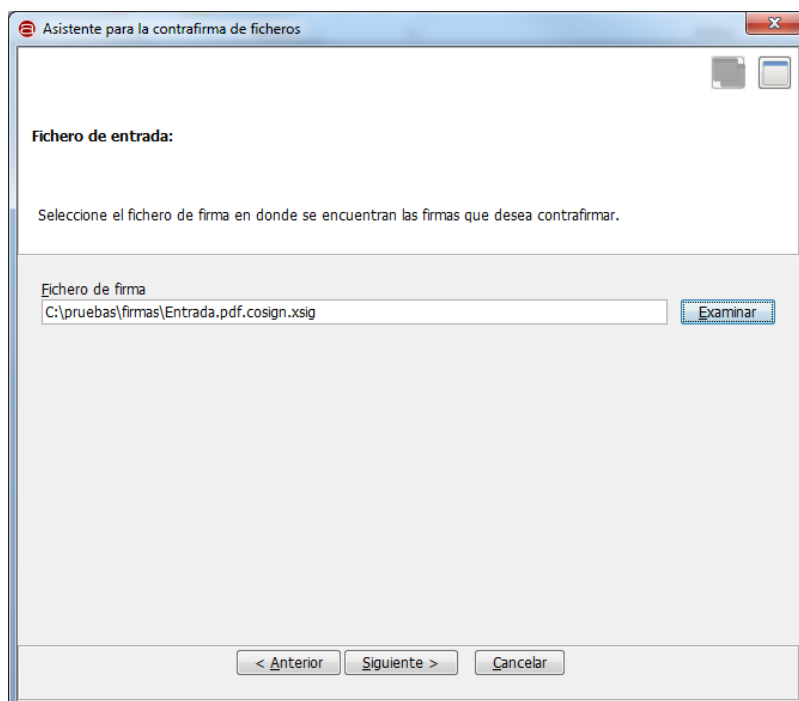 Asistente para la contrafirma de ficheros
Fichero de entrada:
Seleccione el fichero de firma en donde se encuentran las firmas que desea contrafirmar.
Fichero de firma
C:\pruebas\firmas\Entrada.pdf.cosign.xsig
Examinar
< Anterior Siguiente > Cancelar